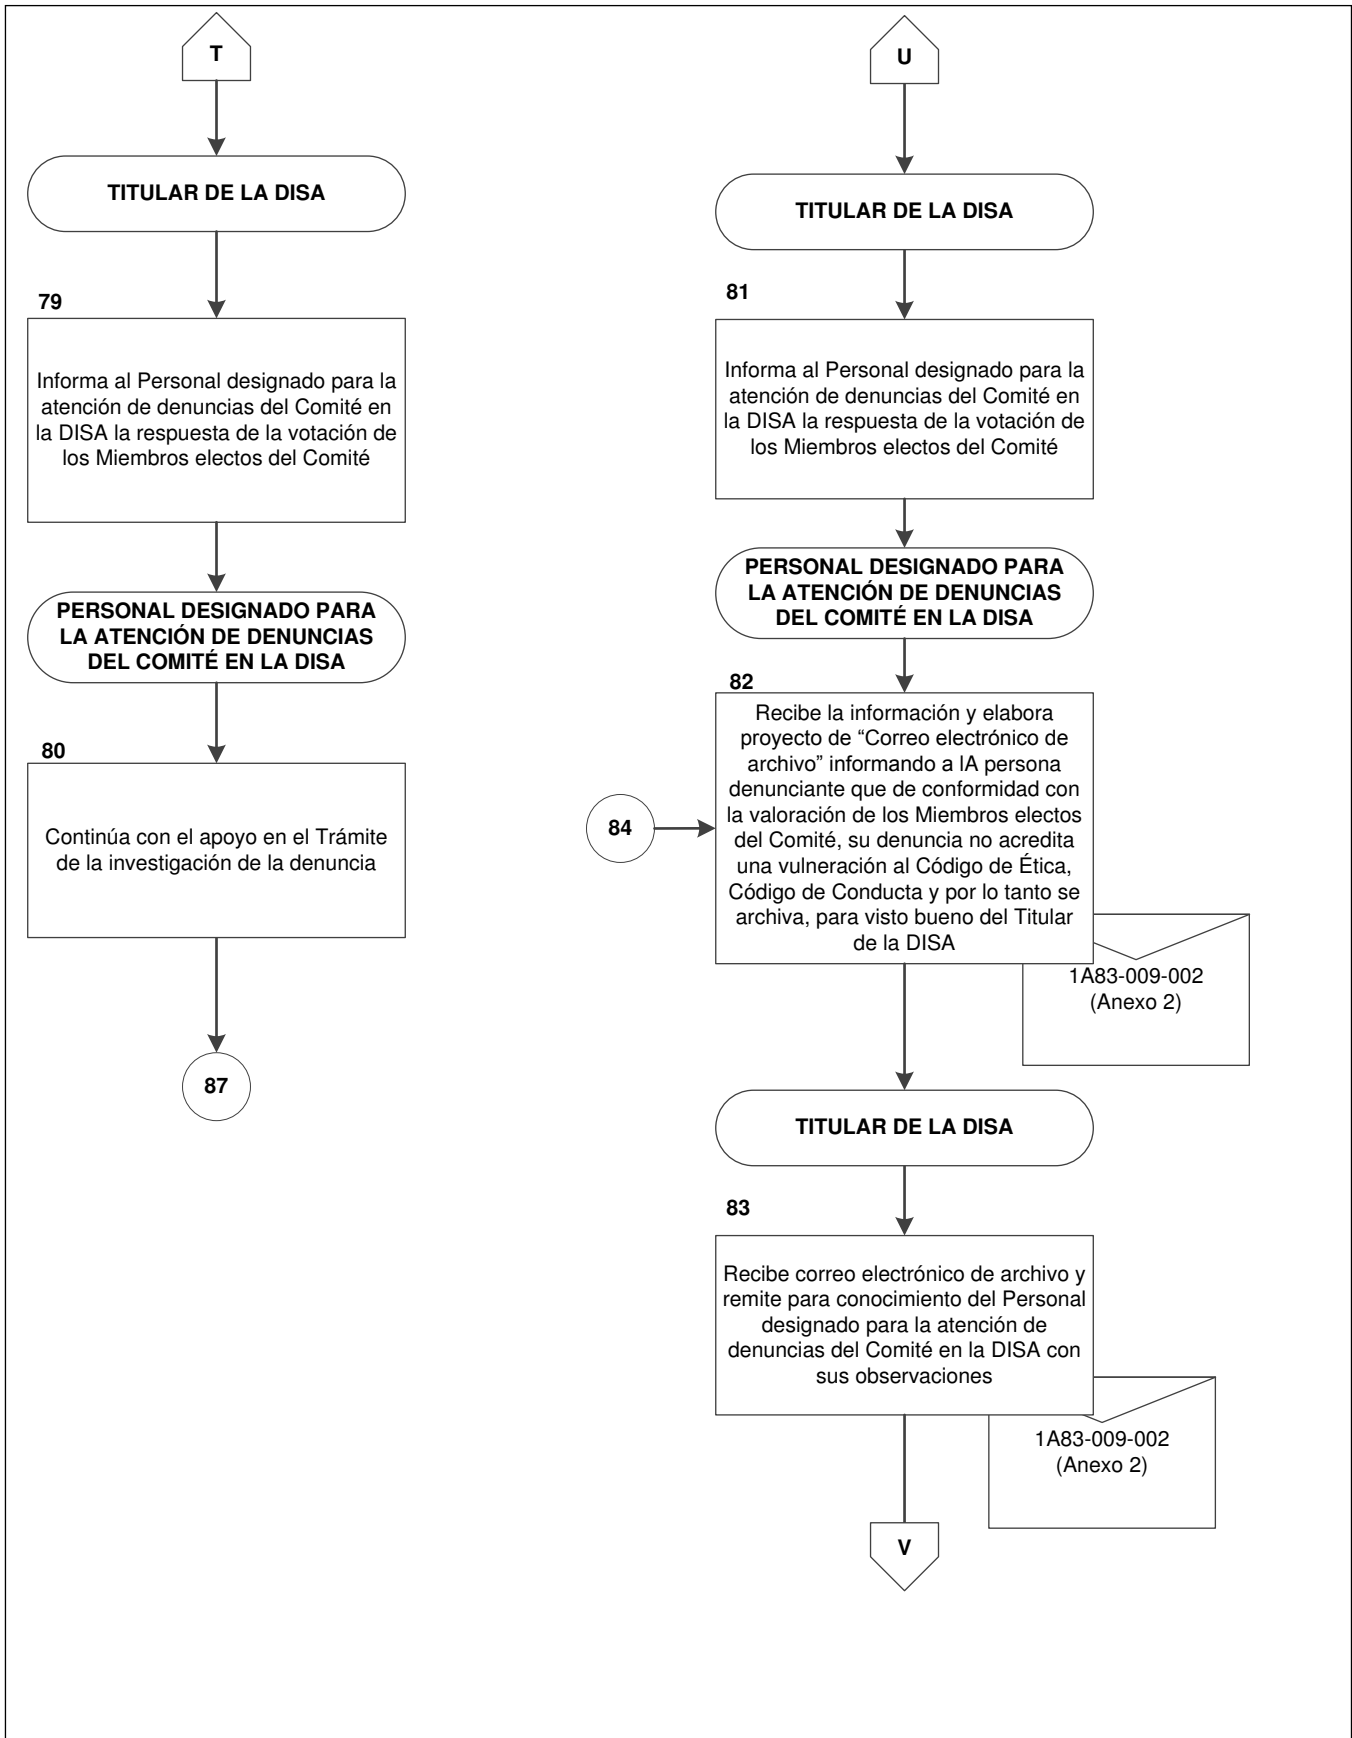 T
TITULAR DE LA DISA
79
Informa al Personal designado para la
atención de denuncias del Comité en
la DISA la respuesta de la votación de
los Miembros electos del Comité
PERSONAL DESIGNADO PARA
LA ATENCIÓN DE DENUNCIAS
DEL COMITÉ EN LA DISA
80
Continúa con el apoyo en el Trámite
de la investigación de la denuncia
87
U
TITULAR DE LA DISA
81
Informa al Personal designado para la
atención de denuncias del Comité en
la DISA la respuesta de la votación de
los Miembros electos del Comité
PERSONAL DESIGNADO PARA
LA ATENCIÓN DE DENUNCIAS
DEL COMITÉ EN LA DISA
82
Recibe la información y elabora
proyecto de “Correo electrónico de
archivo” informando a lA persona
denunciante que de conformidad con
la valoración de los Miembros electos
del Comité, su denuncia no acredita
una vulneración al Código de Ética,
Código de Conducta y por lo tanto se
archiva, para visto bueno del Titular
de la DISA
84
1A83-009-002
(Anexo 2)
TITULAR DE LA DISA
83
Recibe correo electrónico de archivo y
remite para conocimiento del Personal
designado para la atención de
denuncias del Comité en la DISA con
sus observaciones
1A83-009-002
(Anexo 2)
V